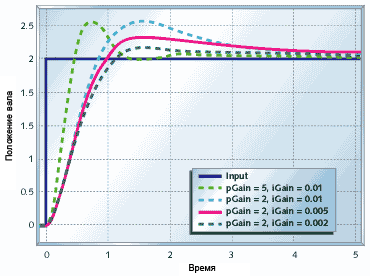 2.5
2
1.5
1
0.5
0
Положение вала
Input
pGain = 5, iGain = 0.01
pGain = 2, iGain = 0.01
pGain = 2, iGain = 0.005
pGain = 2, iGain = 0.002
0
1
2
3
4
5
Время